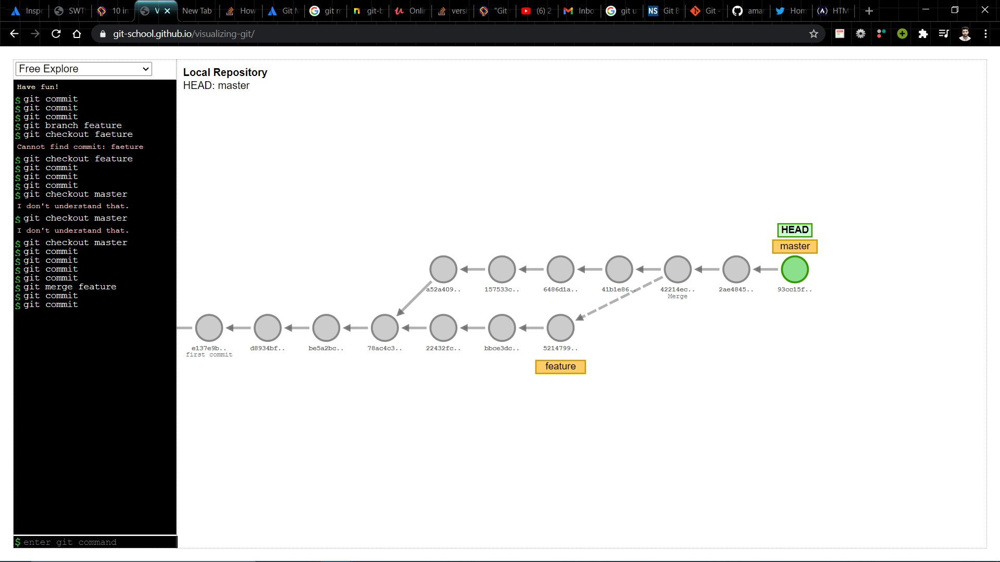 Inspe
SWT
10 in
V
New Tab
How
Git M
git m
git-b
Onli
versi
"Git
(6) 2
Inbo
git u
NS
Git B
Git -
ama
Hom
(∧)
HTM
git-school.github.io/visualizing-git/
Free Explore
Have fun!
$ git commit
$ git commit
$ git commit
$ git branch feature
$ git checkout faeture
Cannot find commit: faeture
$ git checkout feature
$ git commit
$ git commit
$ git commit
$ git checkout master
I don't understand that.
$ git checkout master
I don't understand that.
$ git checkout master
$ git commit
$ git commit
$ git commit
$ git commit
$ git merge feature
$ git commit
$ git commit
$ enter git command
Local Repository
HEAD: master
HEAD
master
a52a409..
157533c..
6486d1a..
41b1e86..
42214ec..
Merge
2ae4845..
93cc15f..
e137e9b..
first commit
d8934bf..
be5a2bc..
78ac4c3..
22432fc..
bbce3dc..
5214799..
feature